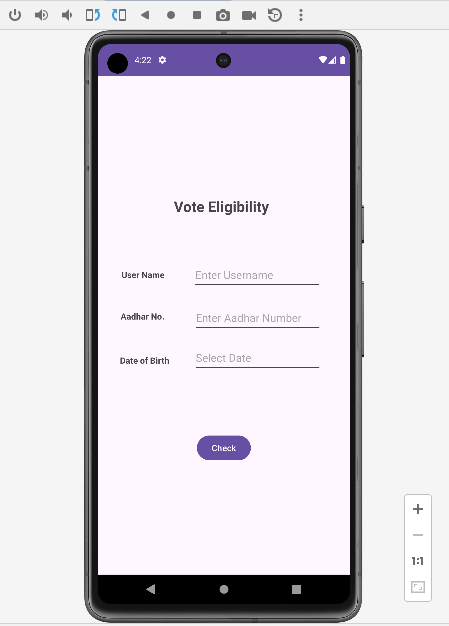 4:22
Vote Eligibility
User Name Enter Username
Aadhar No. Enter Aadhar Number
Date of Birth Select Date
Check
1:1